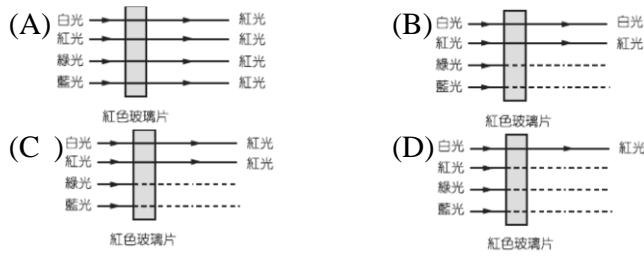 (A) 白光 紅光
紅光 紅光
綠光 紅光
藍光 紅光
紅色玻璃片
(B) 白光 白光
紅光 紅光
綠光
藍光
紅色玻璃片
(C ) 白光 紅光
紅光 紅光
綠光
藍光
紅色玻璃片
(D) 白光 紅光
紅光
綠光
藍光
紅色玻璃片